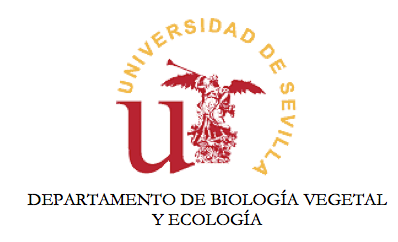 UNIVERSIDAD DE SEVILLA
u
DEPARTAMENTO DE BIOLOGÍA VEGETAL
Y ECOLOGÍA